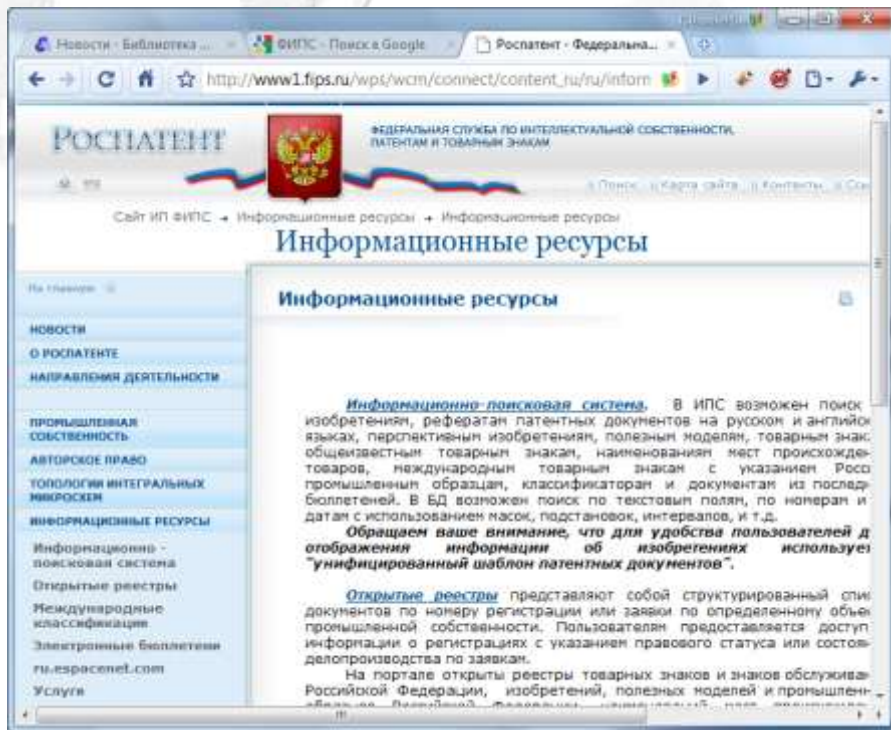 Новости - Библиотека ...
ФИПС - Поиск в Google
Роспатент - Федеральна...
http://www1.fips.ru/wps/wcm/connect/content_ru/ru/inform
РОСПАТЕНТ
ФЕДЕРАЛЬНАЯ СЛУЖБА ПО ИНТЕЛЛЕКТУАЛЬНОЙ СОБСТВЕННОСТИ,
ПАТЕНТАМ И ТОВАРНЫМ ЗНАКАМ
Поиск Карта сайта Контакты Ссы
Сайт ИП ФИПС → Информационные ресурсы → Информационные ресурсы
Информационные ресурсы
На главную
НОВОСТИ
О РОСПАТЕНТЕ
НАПРАВЛЕНИЯ ДЕЯТЕЛЬНОСТИ
ПРОМЫШЛЕННАЯ
СОБСТВЕННОСТЬ
АВТОРСКОЕ ПРАВО
ТОПОЛОГИИ ИНТЕГРАЛЬНЫХ
МИКРОСХЕМ
ИНФОРМАЦИОННЫЕ РЕСУРСЫ
Информационно -
поисковая система
Открытые реестры
Международные
классификации
Электронные бюллетени
ru.espacenet.com
Услуги
Информационные ресурсы
Информационно-поисковая система. В ИПС возможен поиск
изобретениям, рефератам патентных документов на русском и английско
языках, перспективным изобретениям, полезным моделям, товарным знак
общеизвестным товарным знакам, наименованиям мест происхожде
товаров, международным товарным знакам с указанием Росс
промышленным образцам, классификаторам и документам из последн
бюллетеней. В БД возможен поиск по текстовым полям, по номерам и
датам с использованием масок, подстановок, интервалов, и т.д.
Обращаем ваше внимание, что для удобства пользователей д
отображения информации об изобретениях использует
"унифицированный шаблон патентных документов".
Открытые реестры представляют собой структурированный спис
документов по номеру регистрации или заявки по определенному объек
промышленной собственности. Пользователям предоставляется доступ
информации о регистрациях с указанием правового статуса или состоян
делопроизводства по заявкам.
На портале открыты реестры товарных знаков и знаков обслужива
Российской Федерации, изобретений, полезных моделей и промышленн